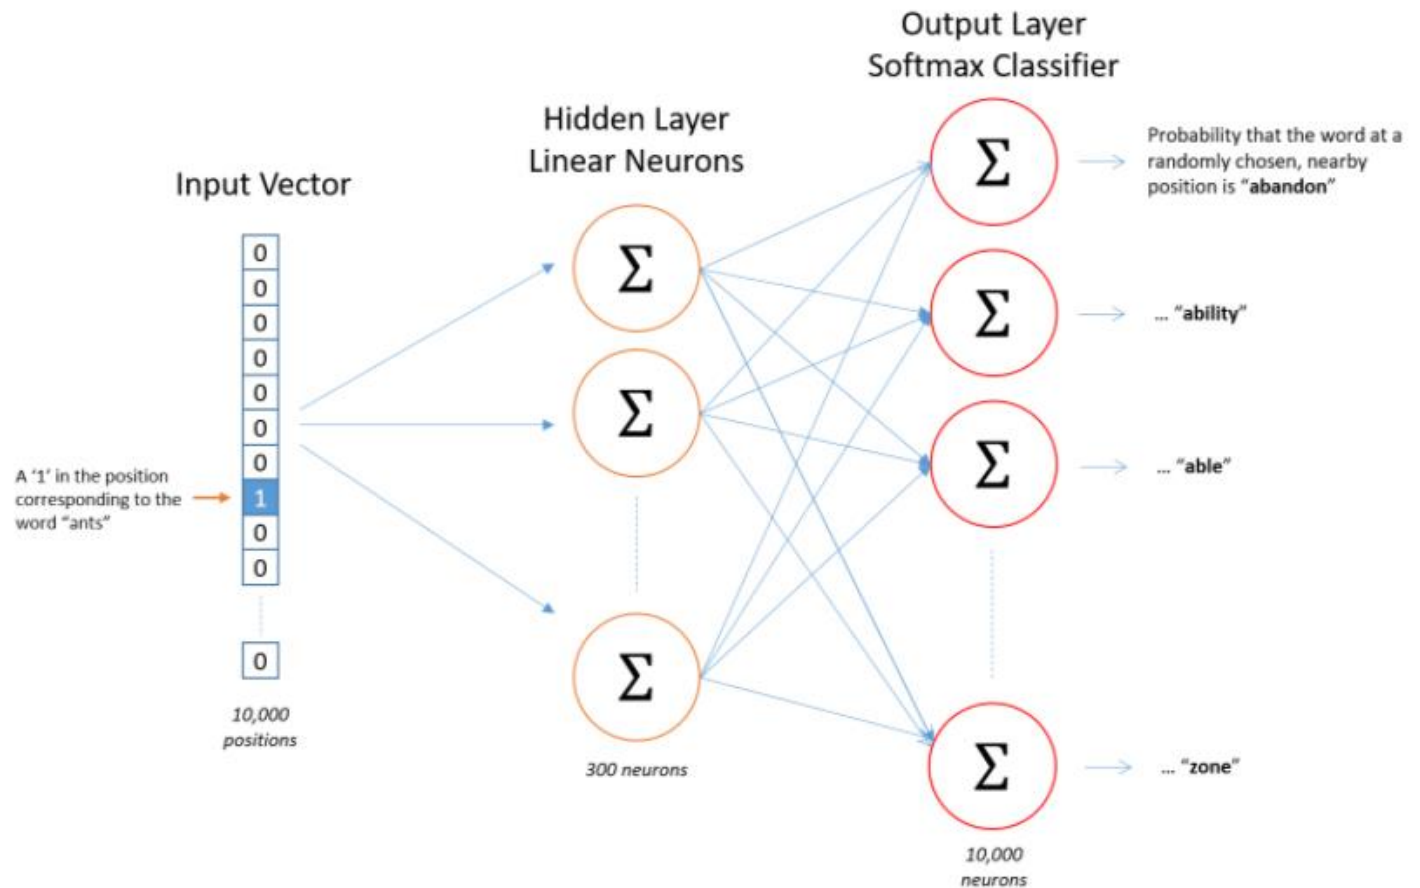 Output Layer
Softmax Classifier
Hidden Layer
Linear Neurons
Input Vector
0
0
0
0
0
0
0
1
0
0
0
A ‘1’ in the position
corresponding to the
word “ants”
10,000
positions
Σ
Σ
Σ
300 neurons
Σ
Σ
Σ
Σ
10,000
neurons
Probability that the word at a
randomly chosen, nearby
position is “abandon”
... “ability”
... “able”
... “zone”